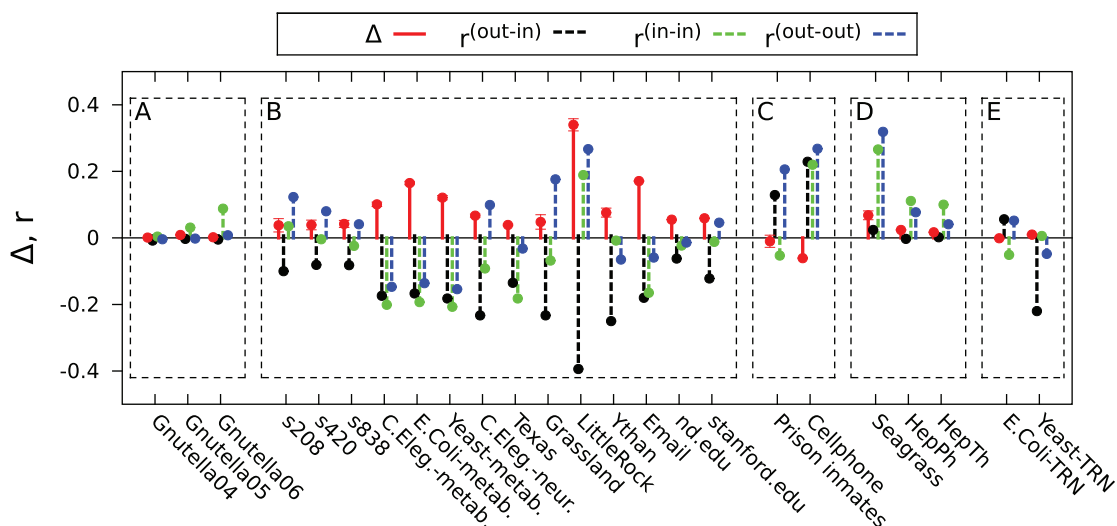 Δ r(out-in) r(in-in) r(out-out)
Δ, r
0.4
0.2
0
-0.2
-0.4
A
B
C
D
E
Gnutella04
Gnutella05
Gnutella06
s208
s420
s838
C.Eleg.-metab.
E.Coli-metab.
Yeast-metab.
C.Eleg.-neur.
Texas
Grassland
LittleRock
Ythan
Email
nd.edu
stanford.edu
Prison inmates
Cellphone
Seagrass
HepPh
HepTh
E.Coli-TRN
Yeast-TRN